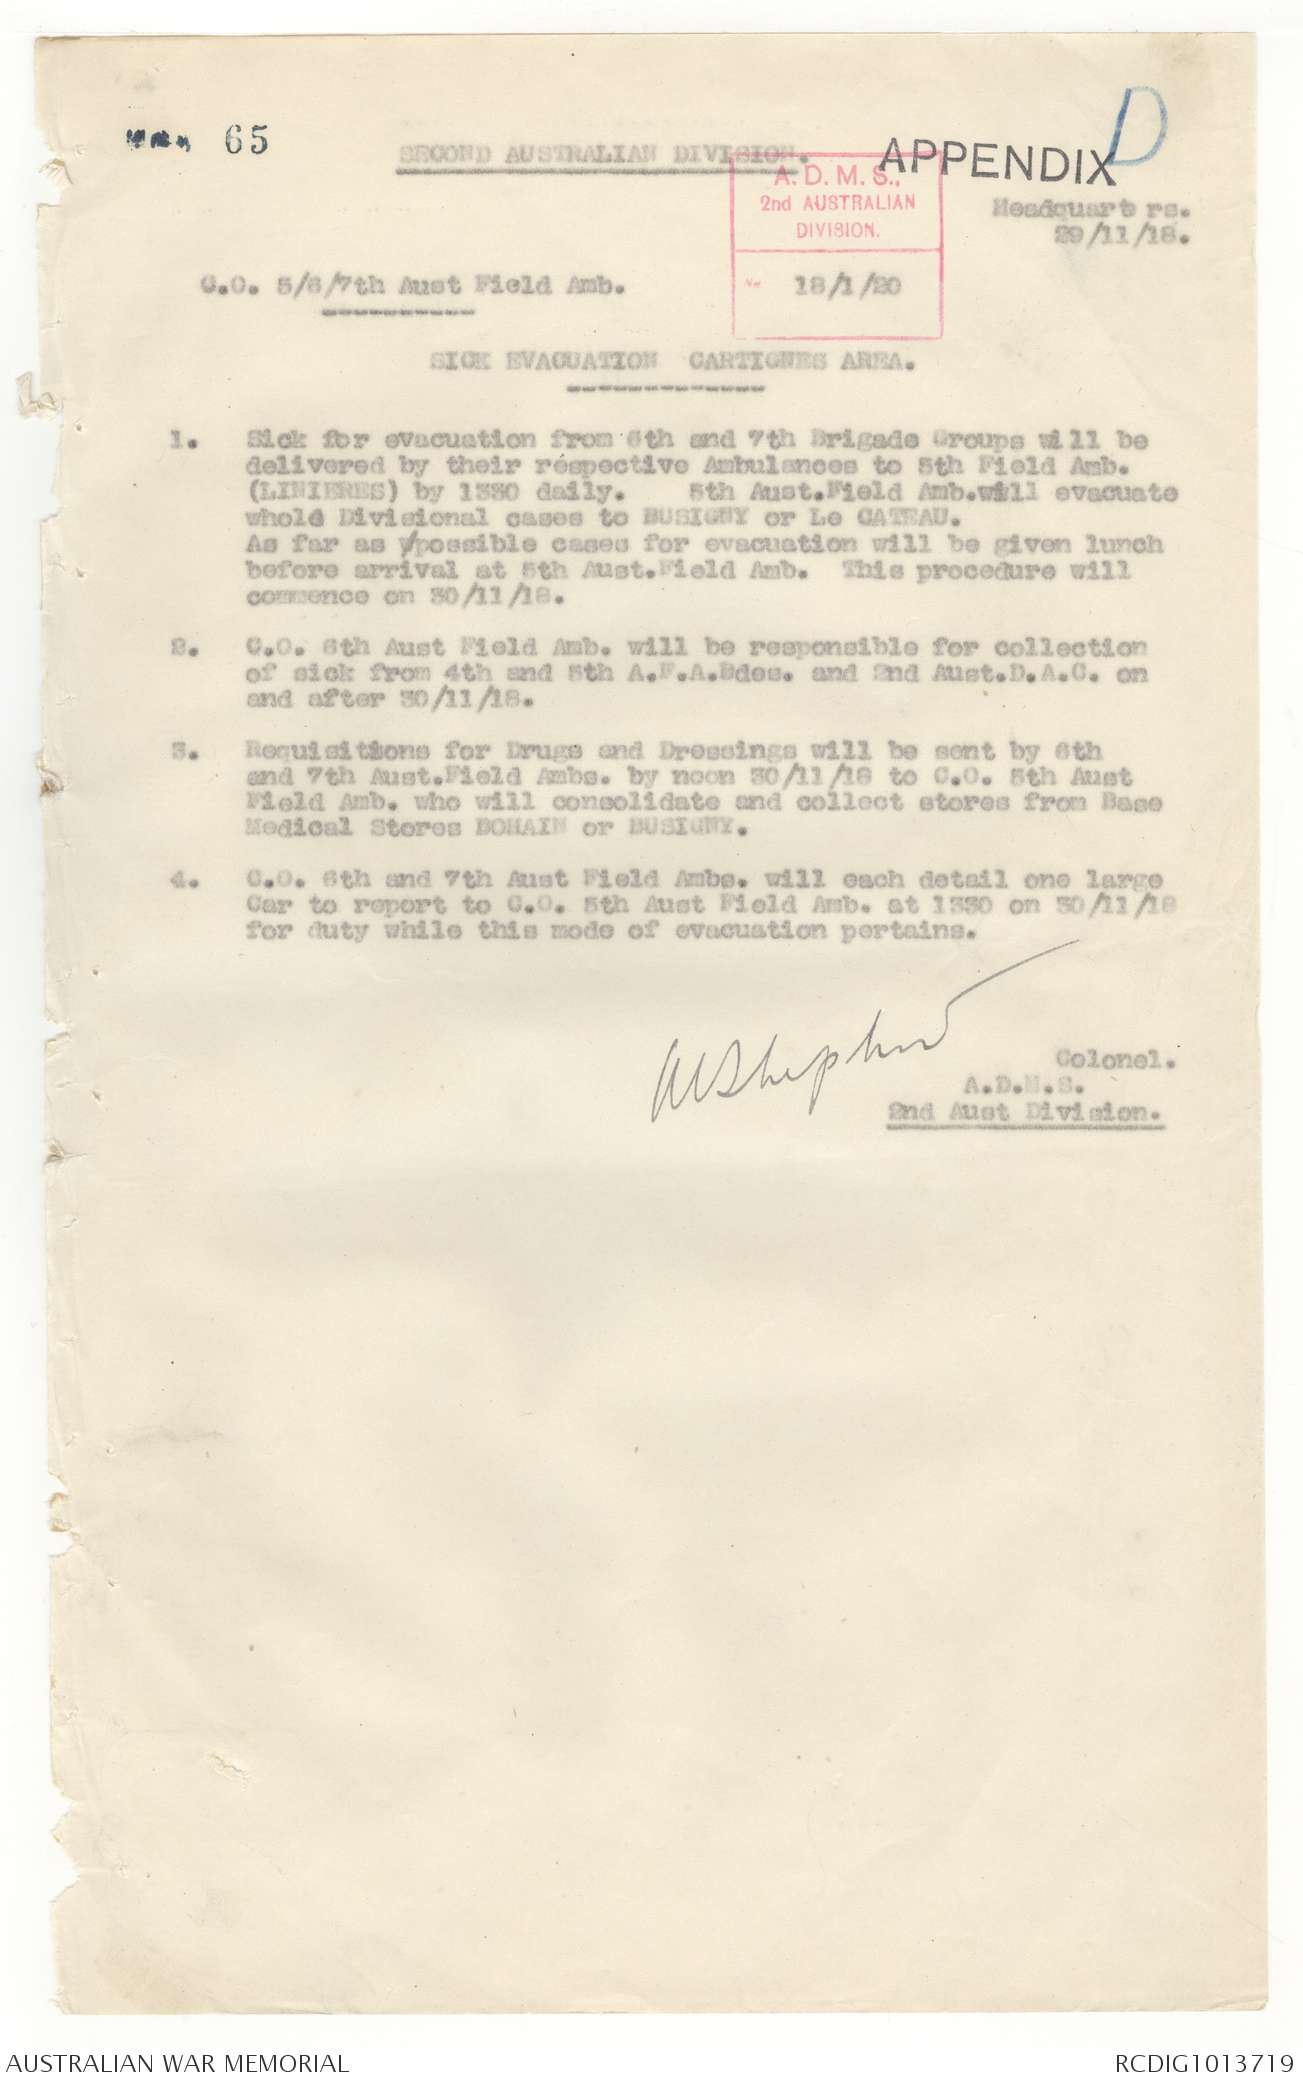 65
SECOND AUSTRALIAN DIVISION.
APPENDIX D
A. D. M. S.,
2nd AUSTRALIAN
DIVISION.
No 18/1/20
Headquart rs.
29/11/18.
C.O. 5/6/7th Aust Field Amb.
SICK EVACUATION CARTIGNES AREA.
1. Sick for evacuation from 6th and 7th Brigade Groups will be
delivered by their respective Ambulances to 5th Field Amb.
(LINIERES) by 1330 daily. 5th Aust.Field Amb.will evacuate
whole Divisional cases to BUSIGNY or Le CATEAU.
As far as possible cases for evacuation will be given lunch
before arrival at 5th Aust.Field Amb. This procedure will
commence on 30/11/18.
2. C.O. 6th Aust Field Amb. will be responsible for collection
of sick from 4th and 5th A.F.A.Bdes. and 2nd Aust.D.A.C. on
and after 30/11/18.
3. Requisitions for Drugs and Dressings will be sent by 6th
and 7th Aust.Field Ambs. by noon 30/11/18 to C.O. 5th Aust
Field Amb. who will consolidate and collect stores from Base
Medical Stores BOHAIN or BUSIGNY.
4. C.O. 6th and 7th Aust Field Ambs. will each detail one large
Car to report to C.O. 5th Aust Field Amb. at 1330 on 30/11/18
for duty while this mode of evacuation pertains.
AEShepherd
Colonel.
A.D.M.S.
2nd Aust Division.
AUSTRALIAN WAR MEMORIAL
RCDIG1013719